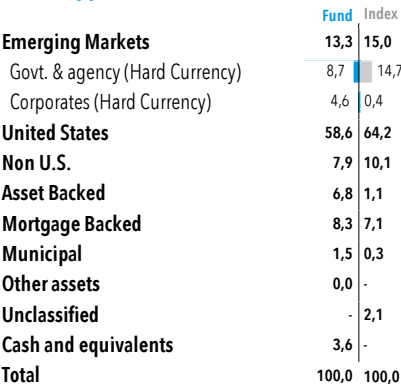 Fund Index
Emerging Markets 13,3 15,0
Govt. & agency (Hard Currency) 8,7 14,7
Corporates (Hard Currency) 4,6 0,4
United States 58,6 64,2
Non U.S. 7,9 10,1
Asset Backed 6,8 1,1
Mortgage Backed 8,3 7,1
Municipal 1,5 0,3
Other assets 0,0 -
Unclassified - 2,1
Cash and equivalents 3,6 -
Total 100,0 100,0